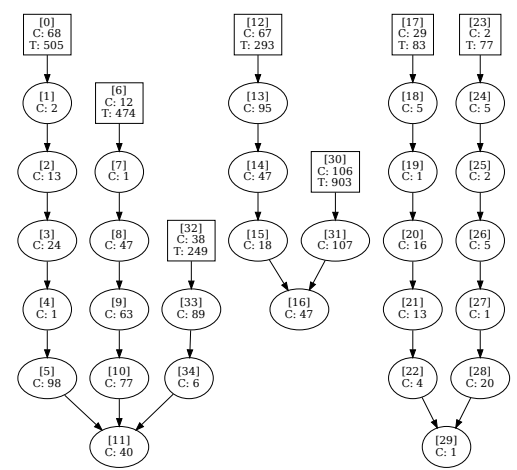 [0]
C: 68
T: 505
[12]
C: 67
T: 293
[17]
C: 29
T: 83
[23]
C: 2
T: 77
[1]
C: 2
[6]
C: 12
T: 474
[13]
C: 95
[18]
C: 5
[24]
C: 5
[2]
C: 13
[7]
C: 1
[14]
C: 47
[30]
C: 106
T: 903
[19]
C: 1
[25]
C: 2
[3]
C: 24
[8]
C: 47
[32]
C: 38
T: 249
[15]
C: 18
[31]
C: 107
[20]
C: 16
[26]
C: 5
[4]
C: 1
[9]
C: 63
[33]
C: 89
[16]
C: 47
[21]
C: 13
[27]
C: 1
[5]
C: 98
[10]
C: 77
[34]
C: 6
[22]
C: 4
[28]
C: 20
[11]
C: 40
[29]
C: 1